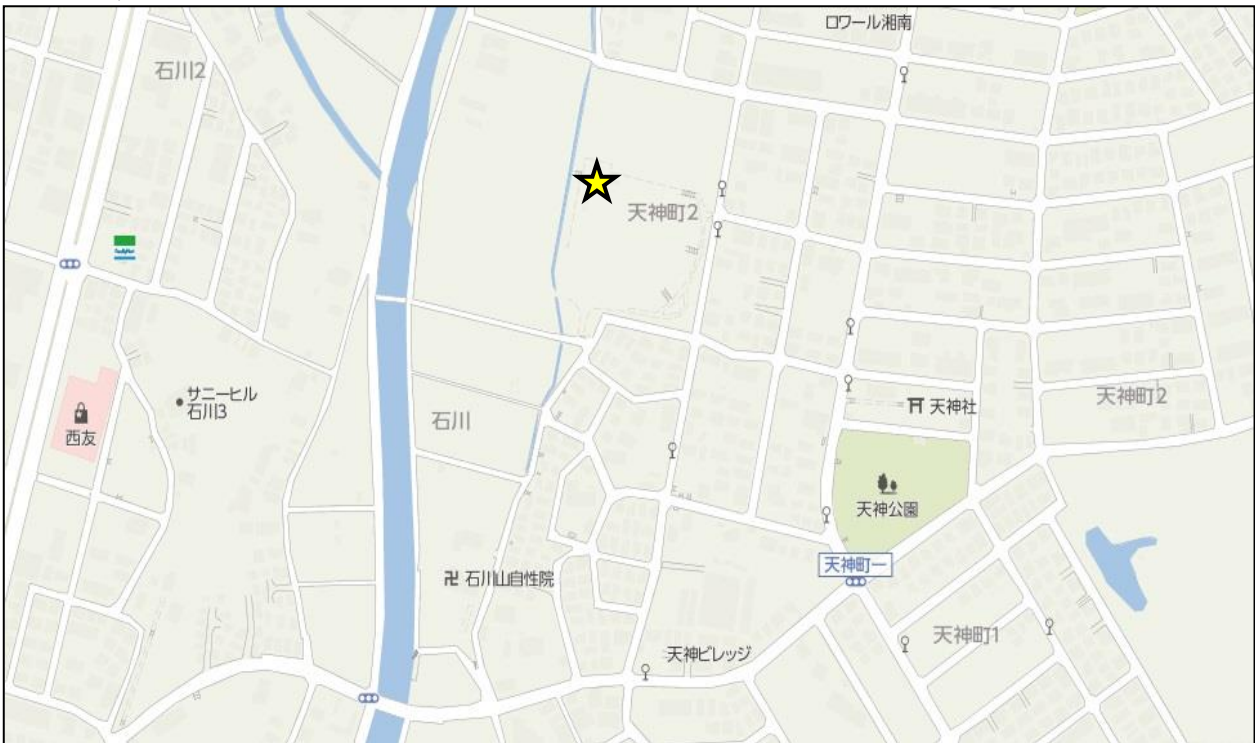 ロワール湘南
石川2
天神町2
FamilyMart
サニーヒル
石川3
西友
石川
天神社
天神町2
天神公園
天神町一
石川山自性院
天神町1
天神ビレッジ